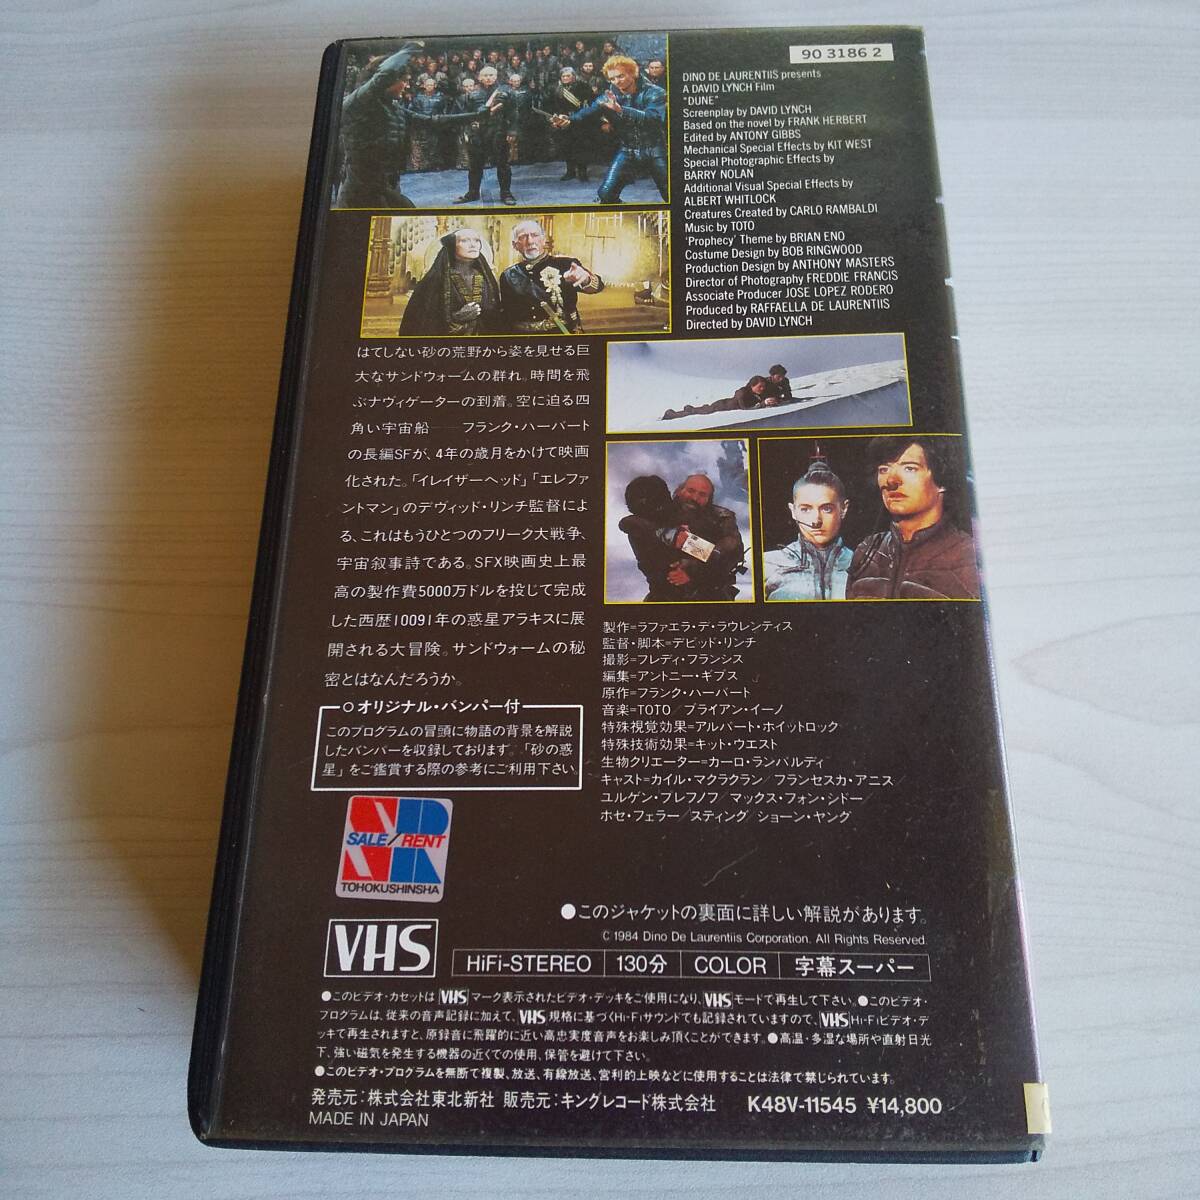 90 3186 2
DINO DE LAURENTIIS presents
A DAVID LYNCH Film
"DUNE"
Screenplay by DAVID LYNCH
Based on the novel by FRANK HERBERT
Edited by ANTONY GIBBS
Mechanical Special Effects by KIT WEST
Special Photographic Effects by
BARRY NOLAN
Additional Visual Special Effects by
ALBERT WHITLOCK
Creatures Created by CARLO RAMBALDI
Music by TOTO
'Prophecy' Theme by BRIAN ENO
Costume Design by BOB RINGWOOD
Production Design by ANTHONY MASTERS
Director of Photography FREDDIE FRANCIS
Associate Producer JOSE LOPEZ RODERO
Produced by RAFFAELLA DE LAURENTIIS
Directed by DAVID LYNCH
はてしない砂の荒野から姿を見せる巨
大なサンドウォームの群れ。時間を飛
ぶナヴィゲーターの到着。空に迫る四
角い宇宙船——フランク・ハーバート
の長編SFが、4年の歳月をかけて映画
化された。「イレイザーヘッド」「エレファ
ントマン」のデヴィッド・リンチ監督によ
る、これはもうひとつのフリーク大戦争、
宇宙叙事詩である。SFX映画史上最
高の製作費5000万ドルを投じて完成
した西歴10091年の惑星アラキスに展
開される大冒険。サンドウォームの秘
密とはなんだろうか。
○オリジナル・バンパー付
このプログラムの冒頭に物語の背景を解説
したバンパーを収録しております。「砂の惑
星」をご鑑賞する際の参考にご利用下さい。
製作=ラファエラ・デ・ラウレンティス
監督・脚本=デビッド・リンチ
撮影=フレディ・フランシス
編集=アントニー・ギブス
原作=フランク・ハーバート
音楽=TOTO/ブライアン・イーノ
特殊視覚効果=アルバート・ホイットロック
特殊技術効果=キット・ウエスト
生物クリエーター=カーロ・ランバルディ
キャスト=カイル・マクラクラン/フランセスカ・アニス/
ユルゲン・プレフノフ/マックス・フォン・シドー/
ホセ・フェラー/スティング/ショーン・ヤング
SALE/RENT
TOHOKUSHINSHA
●このジャケットの裏面に詳しい解説があります。
©1984 Dino De Laurentiis Corporation. All Rights Reserved.
VHS
HiFi-STEREO 130分 COLOR 字幕スーパー
●このビデオ・カセットはVHSマーク表示されたビデオ・デッキをご使用になり、VHSモードで再生して下さい。●このビデオ・
プログラムは、従来の音声記録に加えて、VHS規格に基づくHi-Fiサウンドでも記録されていますので、VHS Hi-Fiビデオ・デ
ッキで再生されますと、原録音に飛躍的に近い高忠実度音声をお楽しみ頂くことができます。●高温・多湿な場所や直射日光
下、強い磁気を発生する機器の近くでの使用、保管を避けて下さい。
●このビデオ・プログラムを無断で複製、放送、有線放送、営利的上映などに使用することは法律で禁じられています。
発売元:株式会社東北新社 販売元:キングレコード株式会社 K48V-11545 ¥14,800
MADE IN JAPAN